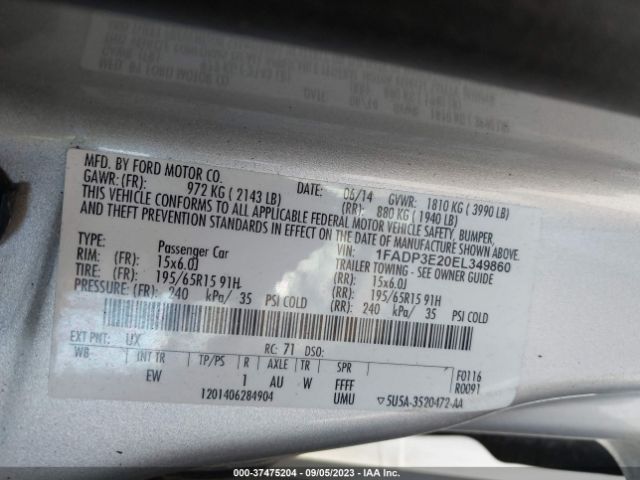 MFD. BY FORD MOTOR CO.
DATE: 06/14 GVWR: 1810 KG ( 3990 LB)
GAWR: (FR): 972 KG ( 2143 LB) (RR): 880 KG ( 1940 LB)
THIS VEHICLE CONFORMS TO ALL APPLICABLE FEDERAL MOTOR VEHICLE SAFETY, BUMPER,
AND THEFT PREVENTION STANDARDS IN EFFECT ON THE DATE OF MANUFACTURE SHOWN ABOVE.
VIN: 1FADP3E20EL349860
TYPE: Passenger Car TRAILER TOWING - SEE OWNER GUIDE
RIM: (FR): 15x6.0J (RR): 15x6.0J
TIRE: (FR): 195/65R15 91H (RR): 195/65R15 91H
PRESSURE: (FR): 240 kPa/ 35 PSI COLD (RR): 240 kPa/ 35 PSI COLD
EXT PNT: UX RC: 71 DSO:
WB INT TR TP/PS R AXLE TR SPR
EW 1 AU W FFFF
UMU
F0116
R0091
1201406284904
5U5A-3520472-AA
000-37475204 - 09/05/2023 - IAA Inc.